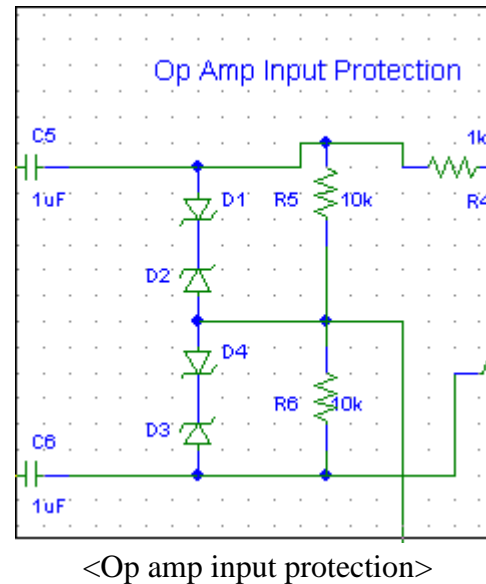 Op Amp Input Protection
C5
1uF
D1
R5
10k
1k
R4
D2
D4
R6
10k
D3
C6
1uF
<Op amp input protection>